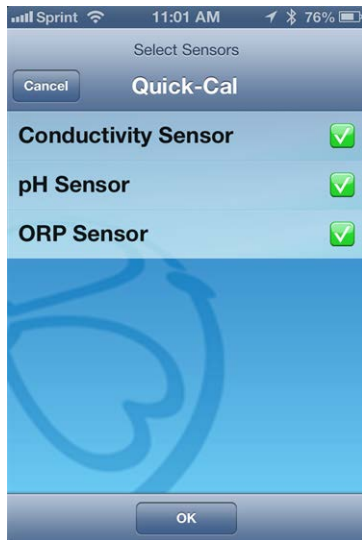 Sprint 11:01 AM 76%
Select Sensors
Cancel Quick-Cal
Conductivity Sensor
pH Sensor
ORP Sensor
OK